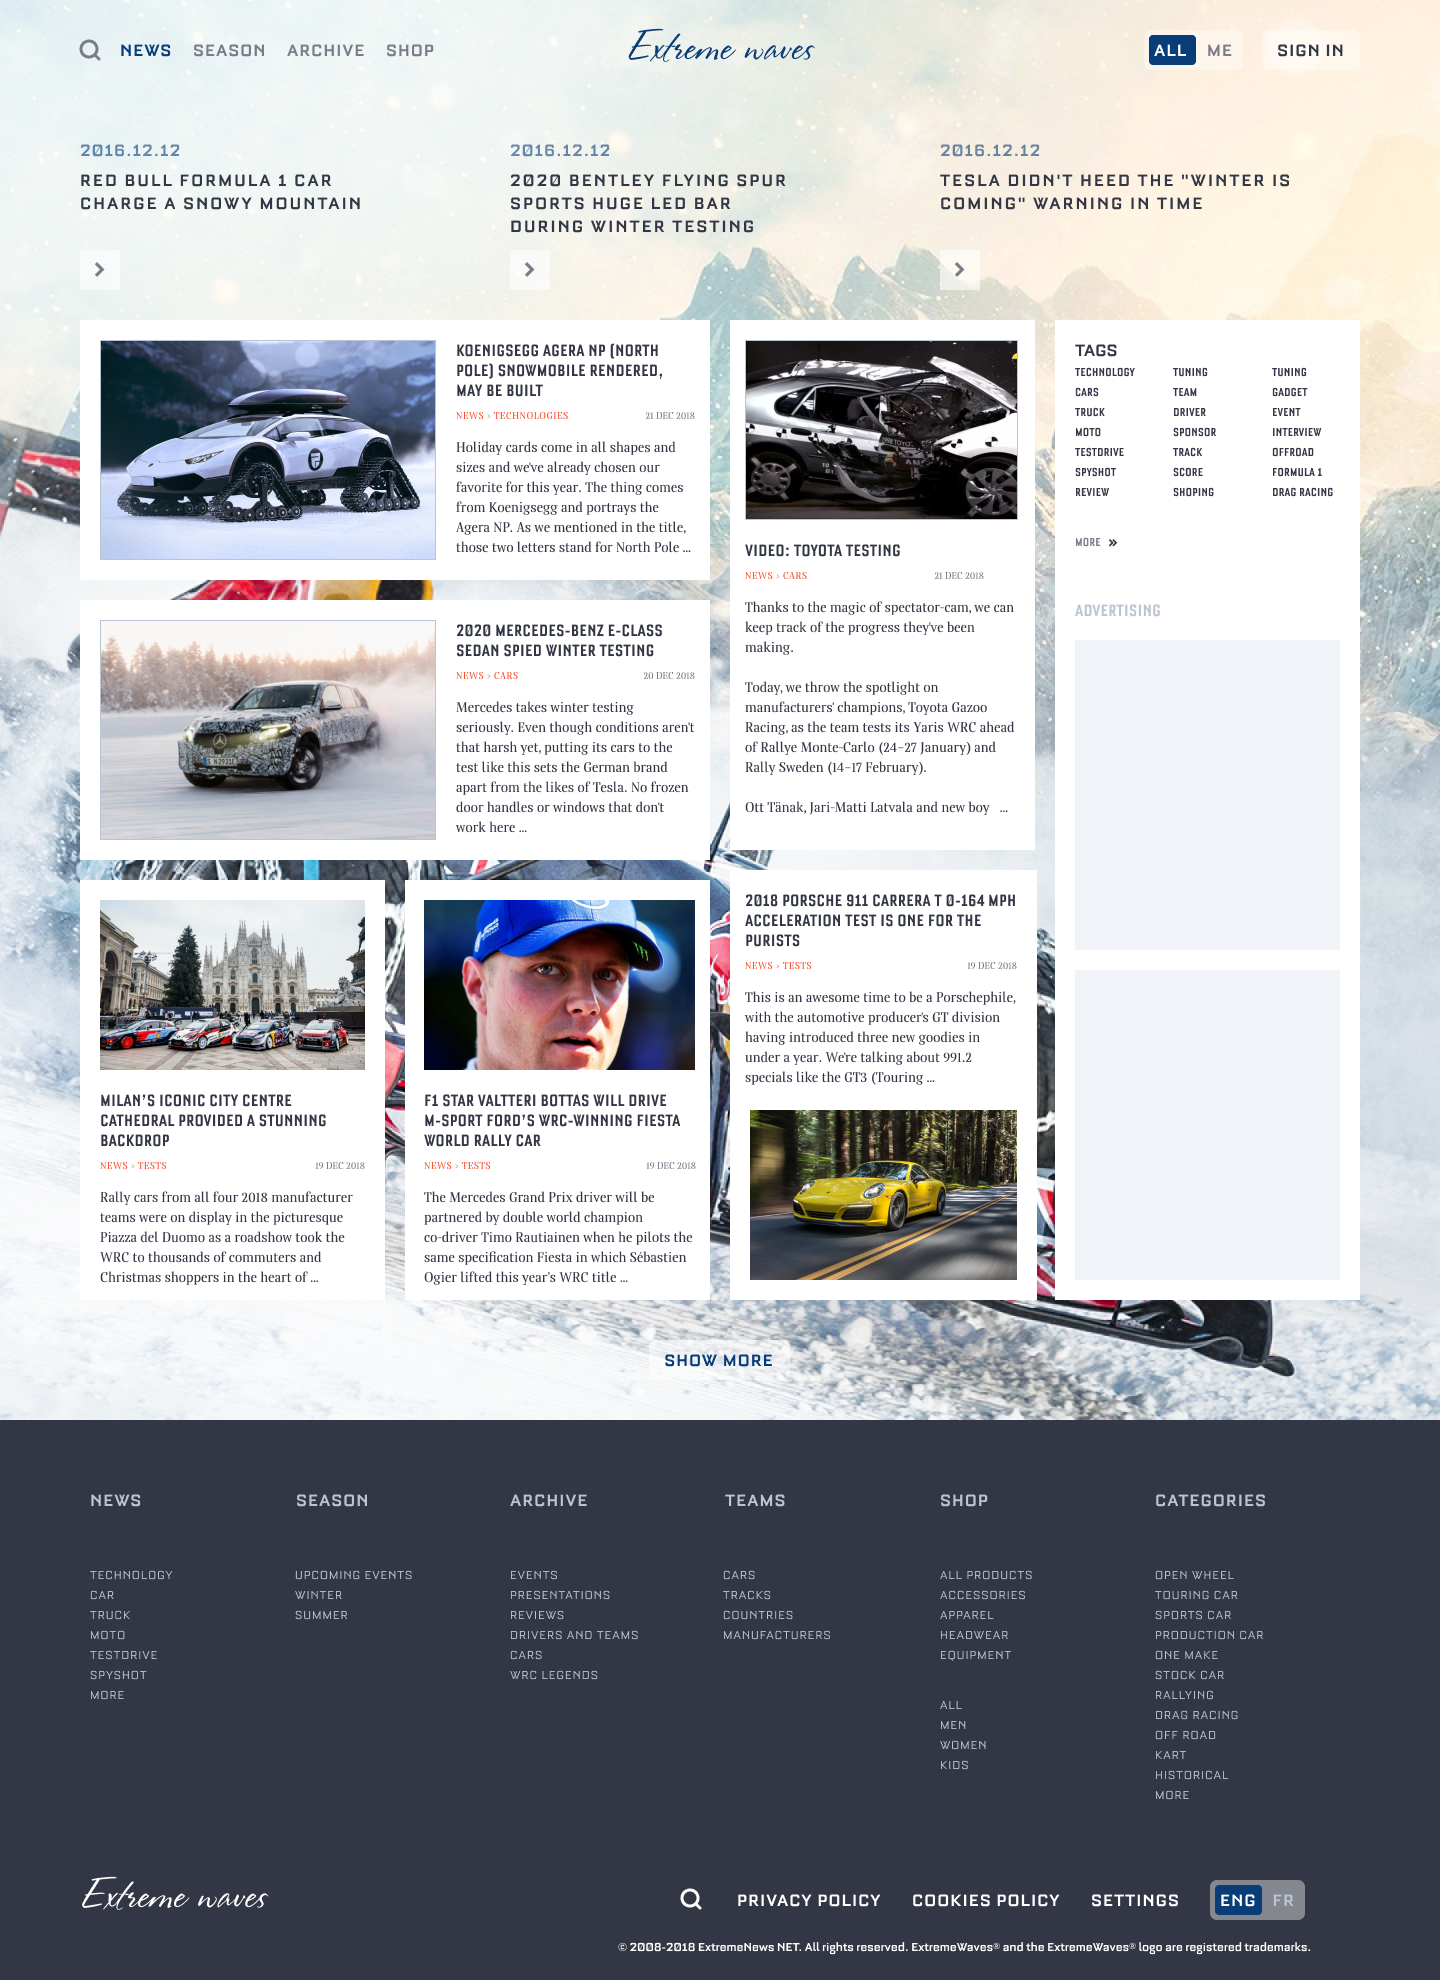 NEWS SEASON ARCHIVE SHOP
Extreme waves
ALL ME SIGN IN
2016.12.12
RED BULL FORMULA 1 CAR
CHARGE A SNOWY MOUNTAIN
2016.12.12
2020 BENTLEY FLYING SPUR
SPORTS HUGE LED BAR
DURING WINTER TESTING
2016.12.12
TESLA DIDN'T HEED THE "WINTER IS
COMING" WARNING IN TIME
KOENIGSEGG AGERA NP (NORTH
POLE) SNOWMOBILE RENDERED,
MAY BE BUILT
NEWS > TECHNOLOGIES 21 DEC 2018
Holiday cards come in all shapes and
sizes and we've already chosen our
favorite for this year. The thing comes
from Koenigsegg and portrays the
Agera NP. As we mentioned in the title,
those two letters stand for North Pole ...
2020 MERCEDES-BENZ E-CLASS
SEDAN SPIED WINTER TESTING
NEWS > CARS 20 DEC 2018
Mercedes takes winter testing
seriously. Even though conditions aren't
that harsh yet, putting its cars to the
test like this sets the German brand
apart from the likes of Tesla. No frozen
door handles or windows that don't
work here ...
MILAN’S ICONIC CITY CENTRE
CATHEDRAL PROVIDED A STUNNING
BACKDROP
NEWS > TESTS 19 DEC 2018
Rally cars from all four 2018 manufacturer
teams were on display in the picturesque
Piazza del Duomo as a roadshow took the
WRC to thousands of commuters and
Christmas shoppers in the heart of ...
F1 STAR VALTTERI BOTTAS WILL DRIVE
M-SPORT FORD’S WRC-WINNING FIESTA
WORLD RALLY CAR
NEWS > TESTS 19 DEC 2018
The Mercedes Grand Prix driver will be
partnered by double world champion
co-driver Timo Rautiainen when he pilots the
same specification Fiesta in which Sébastien
Ogier lifted this year's WRC title ...
VIDEO: TOYOTA TESTING
NEWS > CARS 21 DEC 2018
Thanks to the magic of spectator-cam, we can
keep track of the progress they've been
making.
Today, we throw the spotlight on
manufacturers' champions, Toyota Gazoo
Racing, as the team tests its Yaris WRC ahead
of Rallye Monte-Carlo (24–27 January) and
Rally Sweden (14–17 February).
Ott Tänak, Jari-Matti Latvala and new boy ...
2018 PORSCHE 911 CARRERA T 0-164 MPH
ACCELERATION TEST IS ONE FOR THE
PURISTS
NEWS > TESTS 19 DEC 2018
This is an awesome time to be a Porschephile,
with the automotive producer's GT division
having introduced three new goodies in
under a year. We're talking about 991.2
specials like the GT3 (Touring ...
TAGS
TECHNOLOGY TUNING TUNING
CARS TEAM GADGET
TRUCK DRIVER EVENT
MOTO SPONSOR INTERVIEW
TESTDRIVE TRACK OFFROAD
SPYSHOT SCORE FORMULA 1
REVIEW SHOPING DRAG RACING
MORE »
ADVERTISING
SHOW MORE
NEWS
TECHNOLOGY
CAR
TRUCK
MOTO
TESTDRIVE
SPYSHOT
MORE
SEASON
UPCOMING EVENTS
WINTER
SUMMER
ARCHIVE
EVENTS
PRESENTATIONS
REVIEWS
DRIVERS AND TEAMS
CARS
WRC LEGENDS
TEAMS
CARS
TRACKS
COUNTRIES
MANUFACTURERS
SHOP
ALL PRODUCTS
ACCESSORIES
APPAREL
HEADWEAR
EQUIPMENT
ALL
MEN
WOMEN
KIDS
CATEGORIES
OPEN WHEEL
TOURING CAR
SPORTS CAR
PRODUCTION CAR
ONE MAKE
STOCK CAR
RALLYING
DRAG RACING
OFF ROAD
KART
HISTORICAL
MORE
Extreme waves
PRIVACY POLICY COOKIES POLICY SETTINGS ENG FR
© 2008-2018 ExtremeNews NET. All rights reserved. ExtremeWaves® and the ExtremeWaves® logo are registered trademarks.